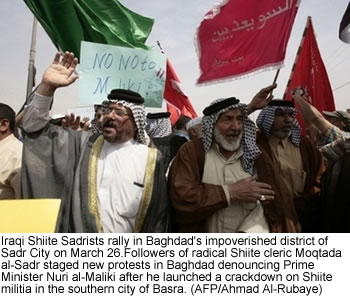 NO NO to
Maliki
Iraqi Shiite Sadrists rally in Baghdad's impoverished district of
Sadr City on March 26.Followers of radical Shiite cleric Moqtada
al-Sadr staged new protests in Baghdad denouncing Prime
Minister Nuri al-Maliki after he launched a crackdown on Shiite
militia in the southern city of Basra. (AFP/Ahmad Al-Rubaye)